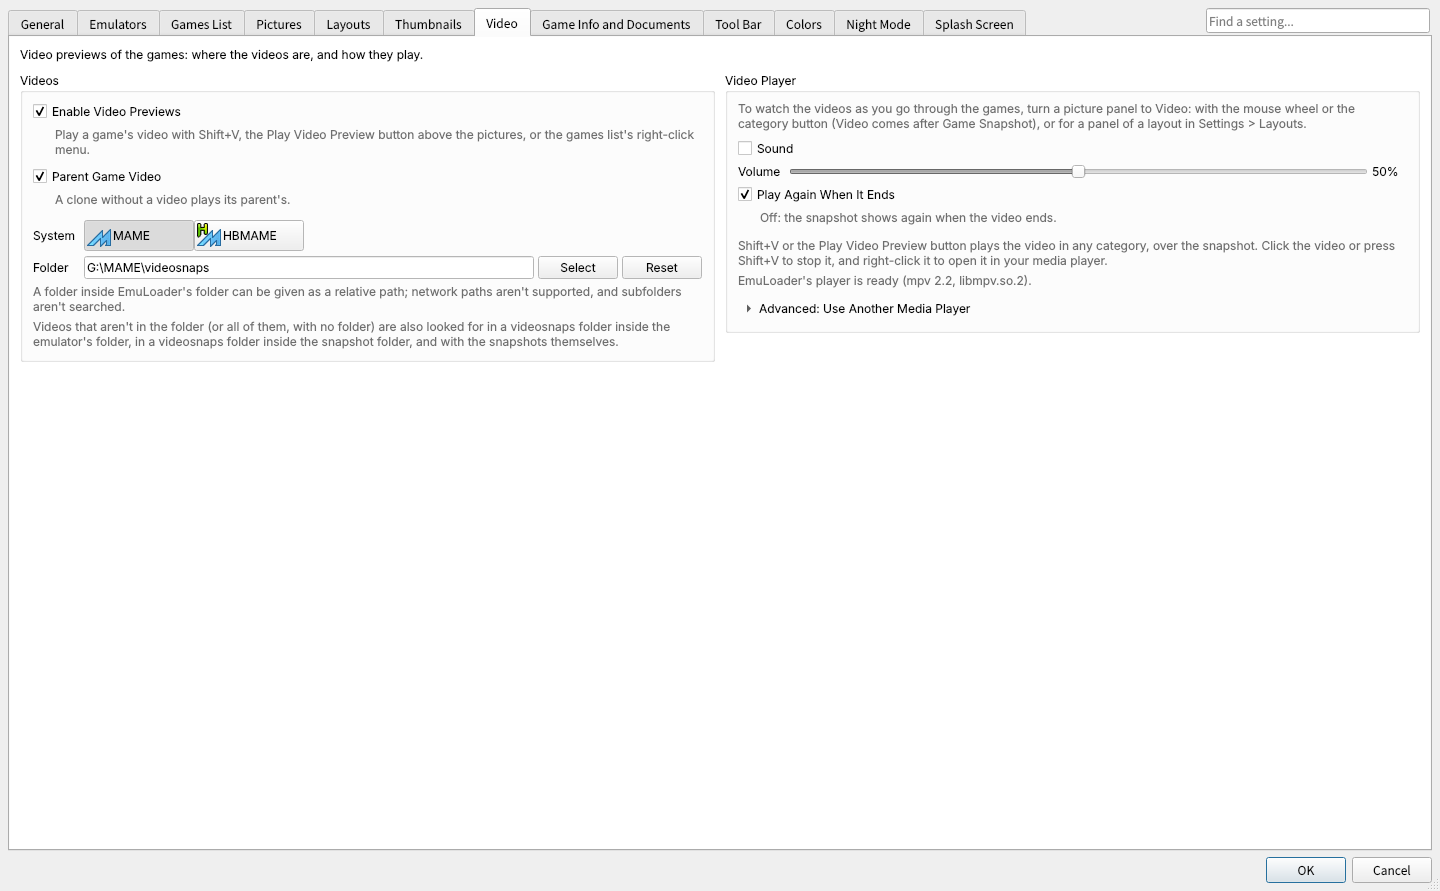 General
Emulators
Games List
Pictures
Layouts
Thumbnails
Video
Game Info and Documents
Tool Bar
Colors
Night Mode
Splash Screen
Find a setting...
Video previews of the games: where the videos are, and how they play.
Videos
Enable Video Previews
Play a game's video with Shift+V, the Play Video Preview button above the pictures, or the games list's right-click
menu.
Parent Game Video
A clone without a video plays its parent's.
System
MAME
HBMAME
Folder
G:\MAME\videosnaps
Select
Reset
A folder inside EmuLoader's folder can be given as a relative path; network paths aren't supported, and subfolders
aren't searched.
Videos that aren't in the folder (or all of them, with no folder) are also looked for in a videosnaps folder inside the
emulator's folder, in a videosnaps folder inside the snapshot folder, and with the snapshots themselves.
Video Player
To watch the videos as you go through the games, turn a picture panel to Video: with the mouse wheel or the
category button (Video comes after Game Snapshot), or for a panel of a layout in Settings > Layouts.
Sound
Volume
50%
Play Again When It Ends
Off: the snapshot shows again when the video ends.
Shift+V or the Play Video Preview button plays the video in any category, over the snapshot. Click the video or press
Shift+V to stop it, and right-click it to open it in your media player.
EmuLoader's player is ready (mpv 2.2, libmpv.so.2).
Advanced: Use Another Media Player
OK
Cancel